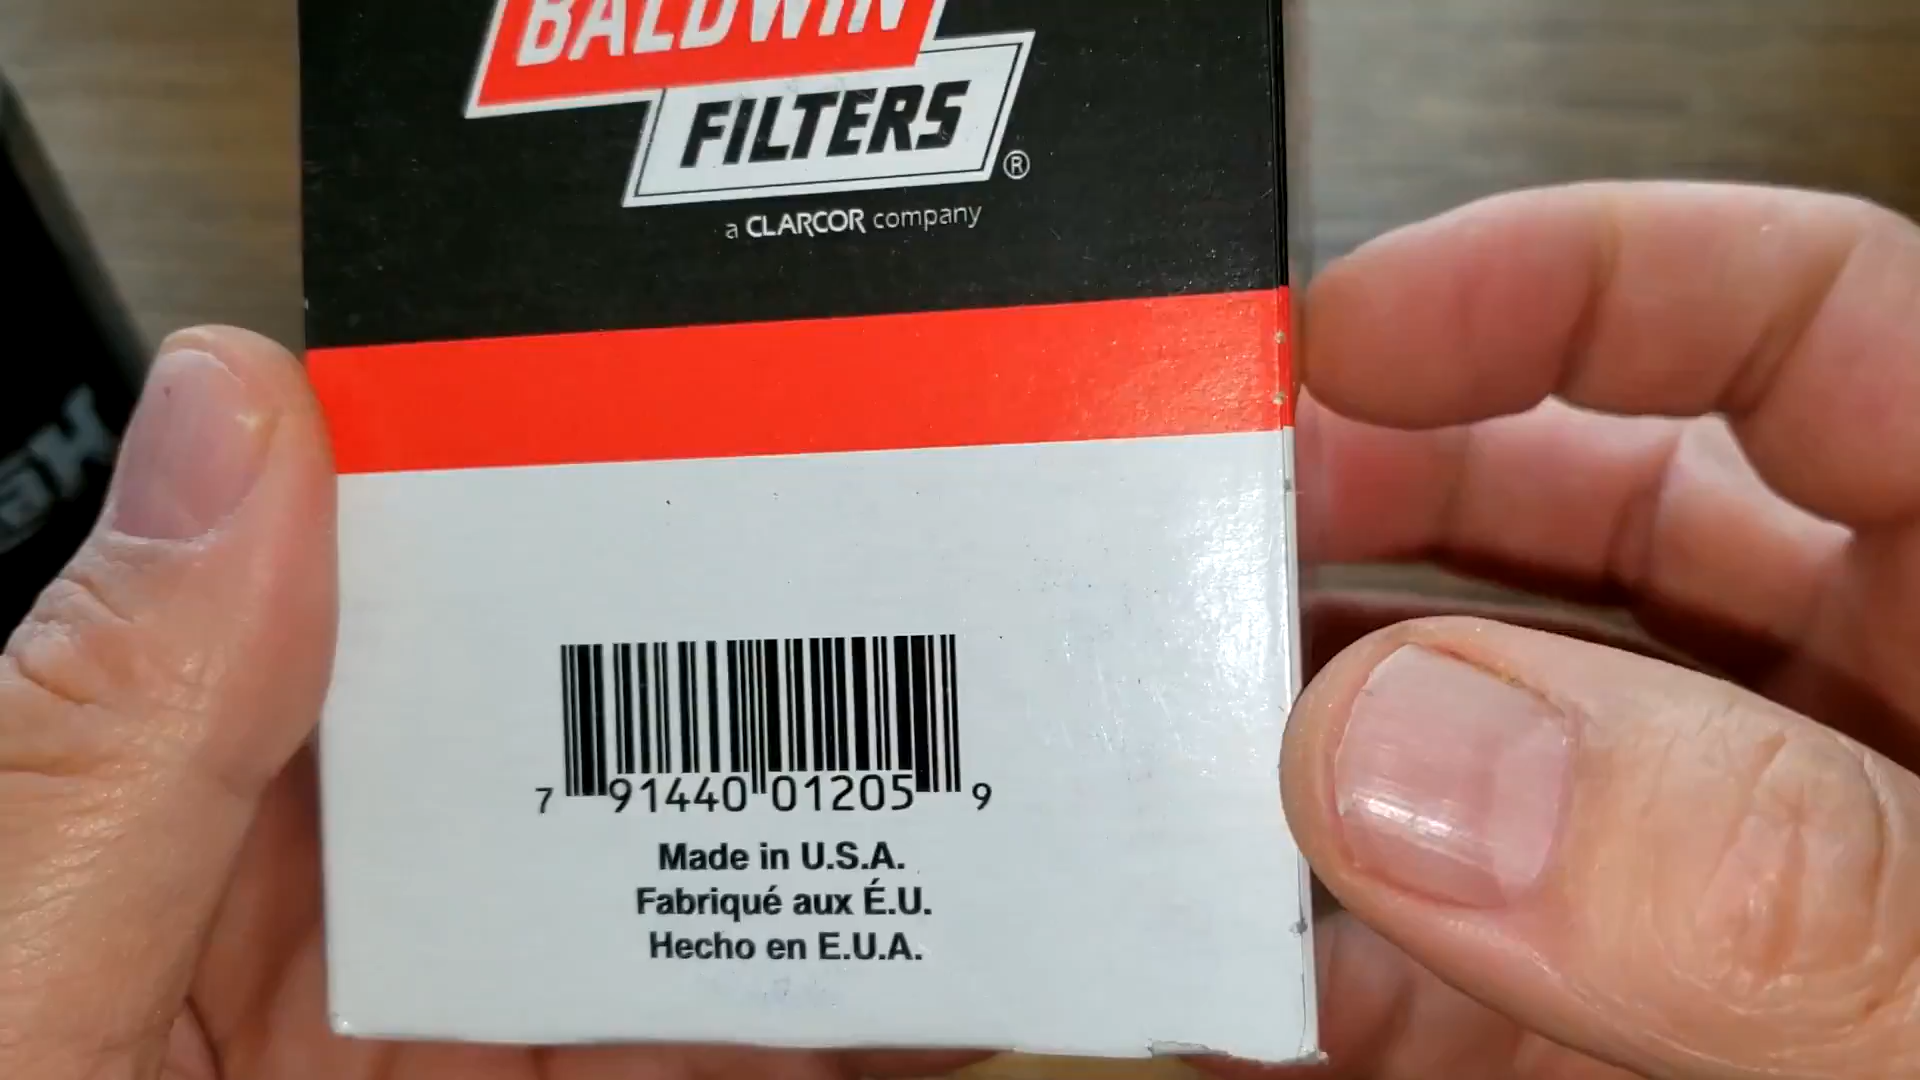 BALDWIN
FILTERS
®
a CLARCOR company
7 91440 01205 9
Made in U.S.A.
Fabriqué aux É.U.
Hecho en E.U.A.